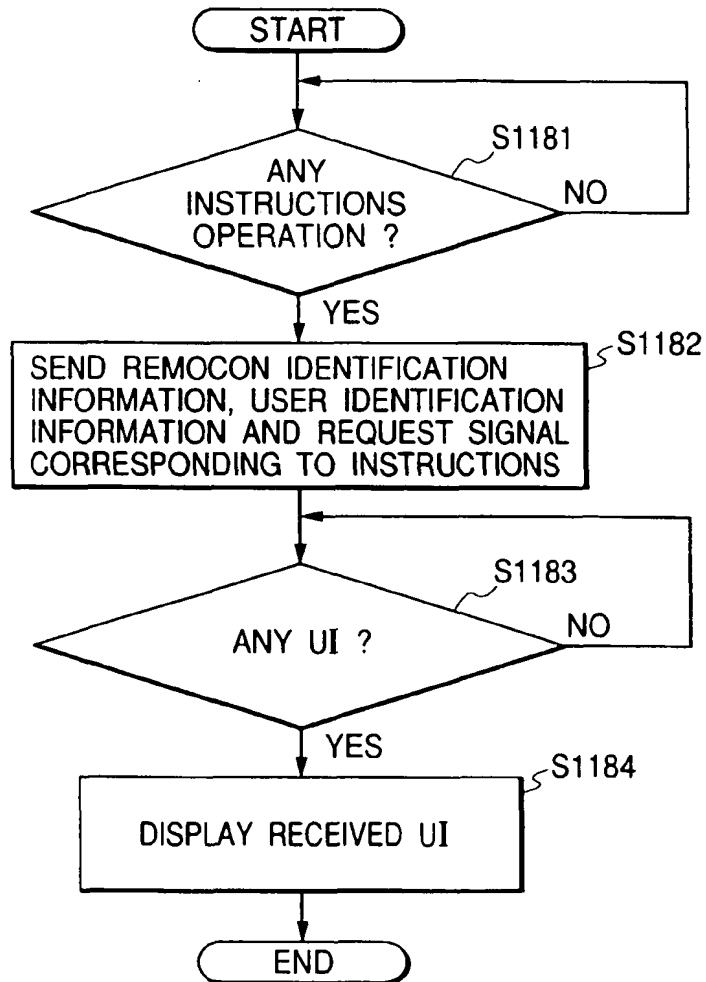 START
S1181
ANY
INSTRUCTIONS
OPERATION ?
NO
YES
S1182
SEND REMOCON IDENTIFICATION
INFORMATION, USER IDENTIFICATION
INFORMATION AND REQUEST SIGNAL
CORRESPONDING TO INSTRUCTIONS
S1183
ANY UI ?
NO
YES
S1184
DISPLAY RECEIVED UI
END